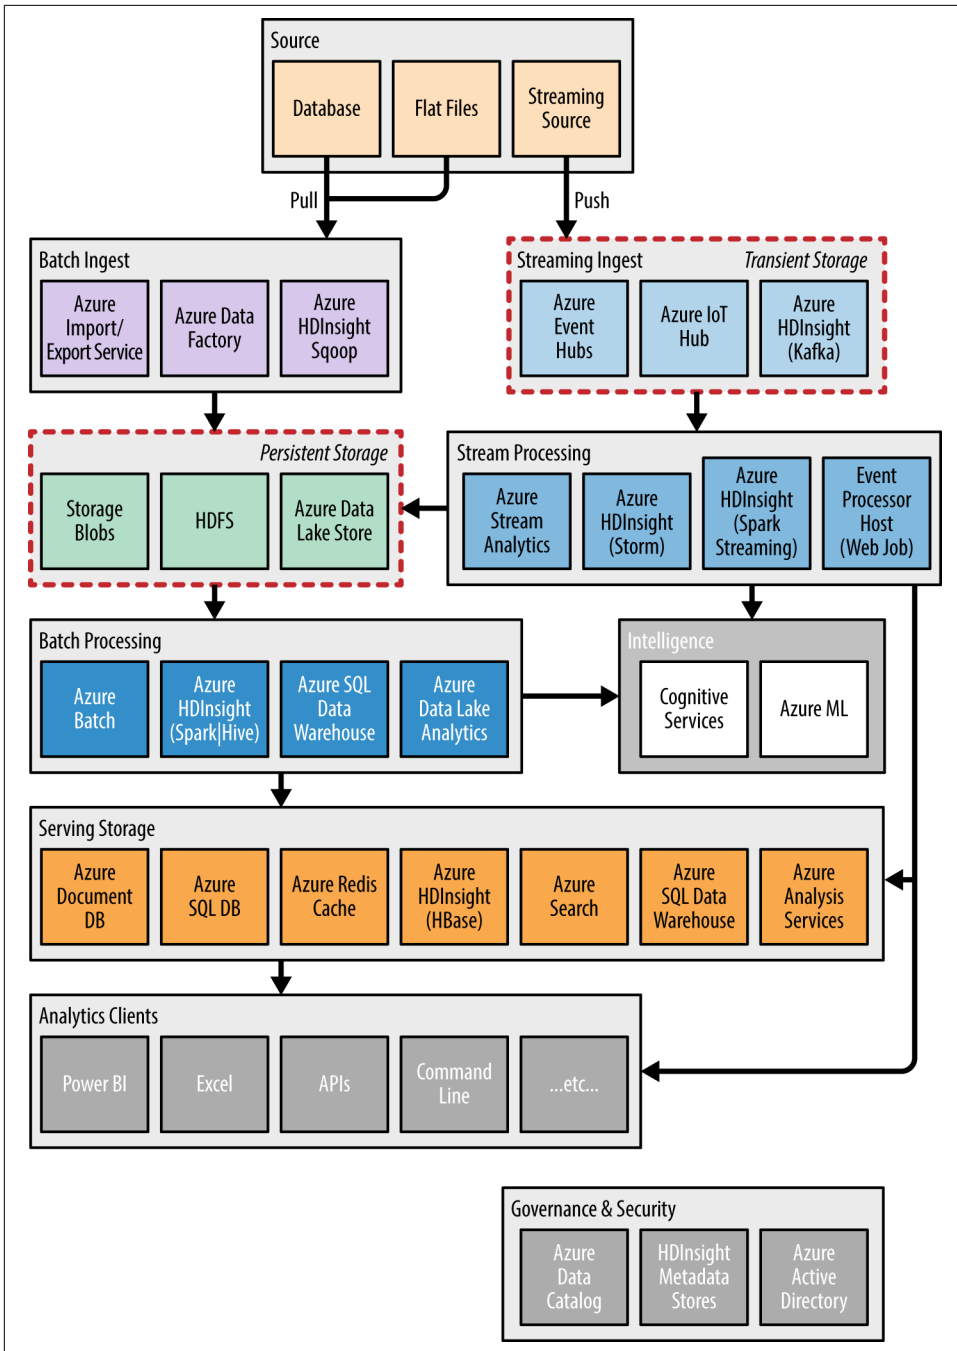 Source
Database
Flat Files
Streaming
Source
Pull
Push
Batch Ingest
Azure
Import/
Export Service
Azure Data
Factory
Azure
HDInsight
Sqoop
Streaming Ingest
Transient Storage
Azure
Event
Hubs
Azure IoT
Hub
Azure
HDInsight
(Kafka)
Persistent Storage
Storage
Blobs
HDFS
Azure Data
Lake Store
Stream Processing
Azure
Stream
Analytics
Azure
HDInsight
(Storm)
Azure
HDInsight
(Spark
Streaming)
Event
Processor
Host
(Web Job)
Batch Processing
Azure
Batch
Azure
HDInsight
(Spark|Hive)
Azure SQL
Data
Warehouse
Azure
Data Lake
Analytics
Intelligence
Cognitive
Services
Azure ML
Serving Storage
Azure
Document
DB
Azure
SQL DB
Azure Redis
Cache
Azure
HDInsight
(HBase)
Azure
Search
Azure
SQL Data
Warehouse
Azure
Analysis
Services
Analytics Clients
Power BI
Excel
APIs
Command
Line
...etc...
Governance & Security
Azure
Data
Catalog
HDInsight
Metadata
Stores
Azure
Active
Directory